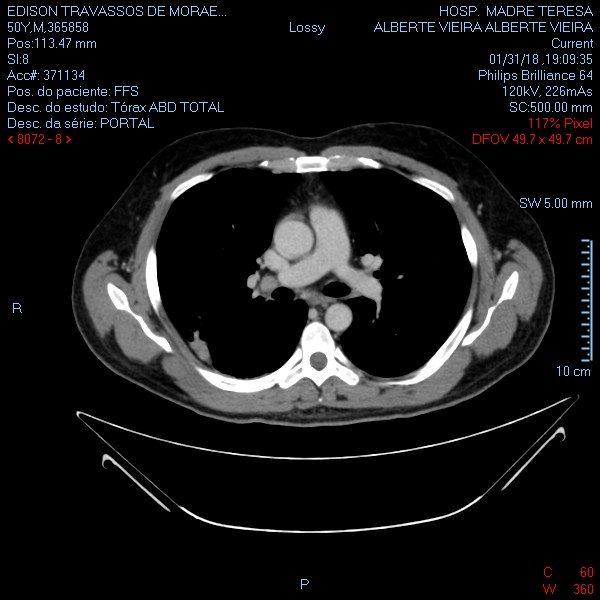 EDISON TRAVASSOS DE MORAE...
50Y,M,365858
Pos:113.47 mm
SI:8
Acc#: 371134
Pos. do paciente: FFS
Desc. do estudo: Tórax ABD TOTAL
Desc. da série: PORTAL
< 8072 - 8 >
Lossy
HOSP. MADRE TERESA
ALBERTE VIEIRA ALBERTE VIEIRA
Current
01/31/18 ,19:09:35
Philips Brilliance 64
120kV, 226mAs
SC:500.00 mm
117% Pixel
DFOV 49.7 x 49.7 cm
SW 5.00 mm
R
10 cm
P
C 60
W 360